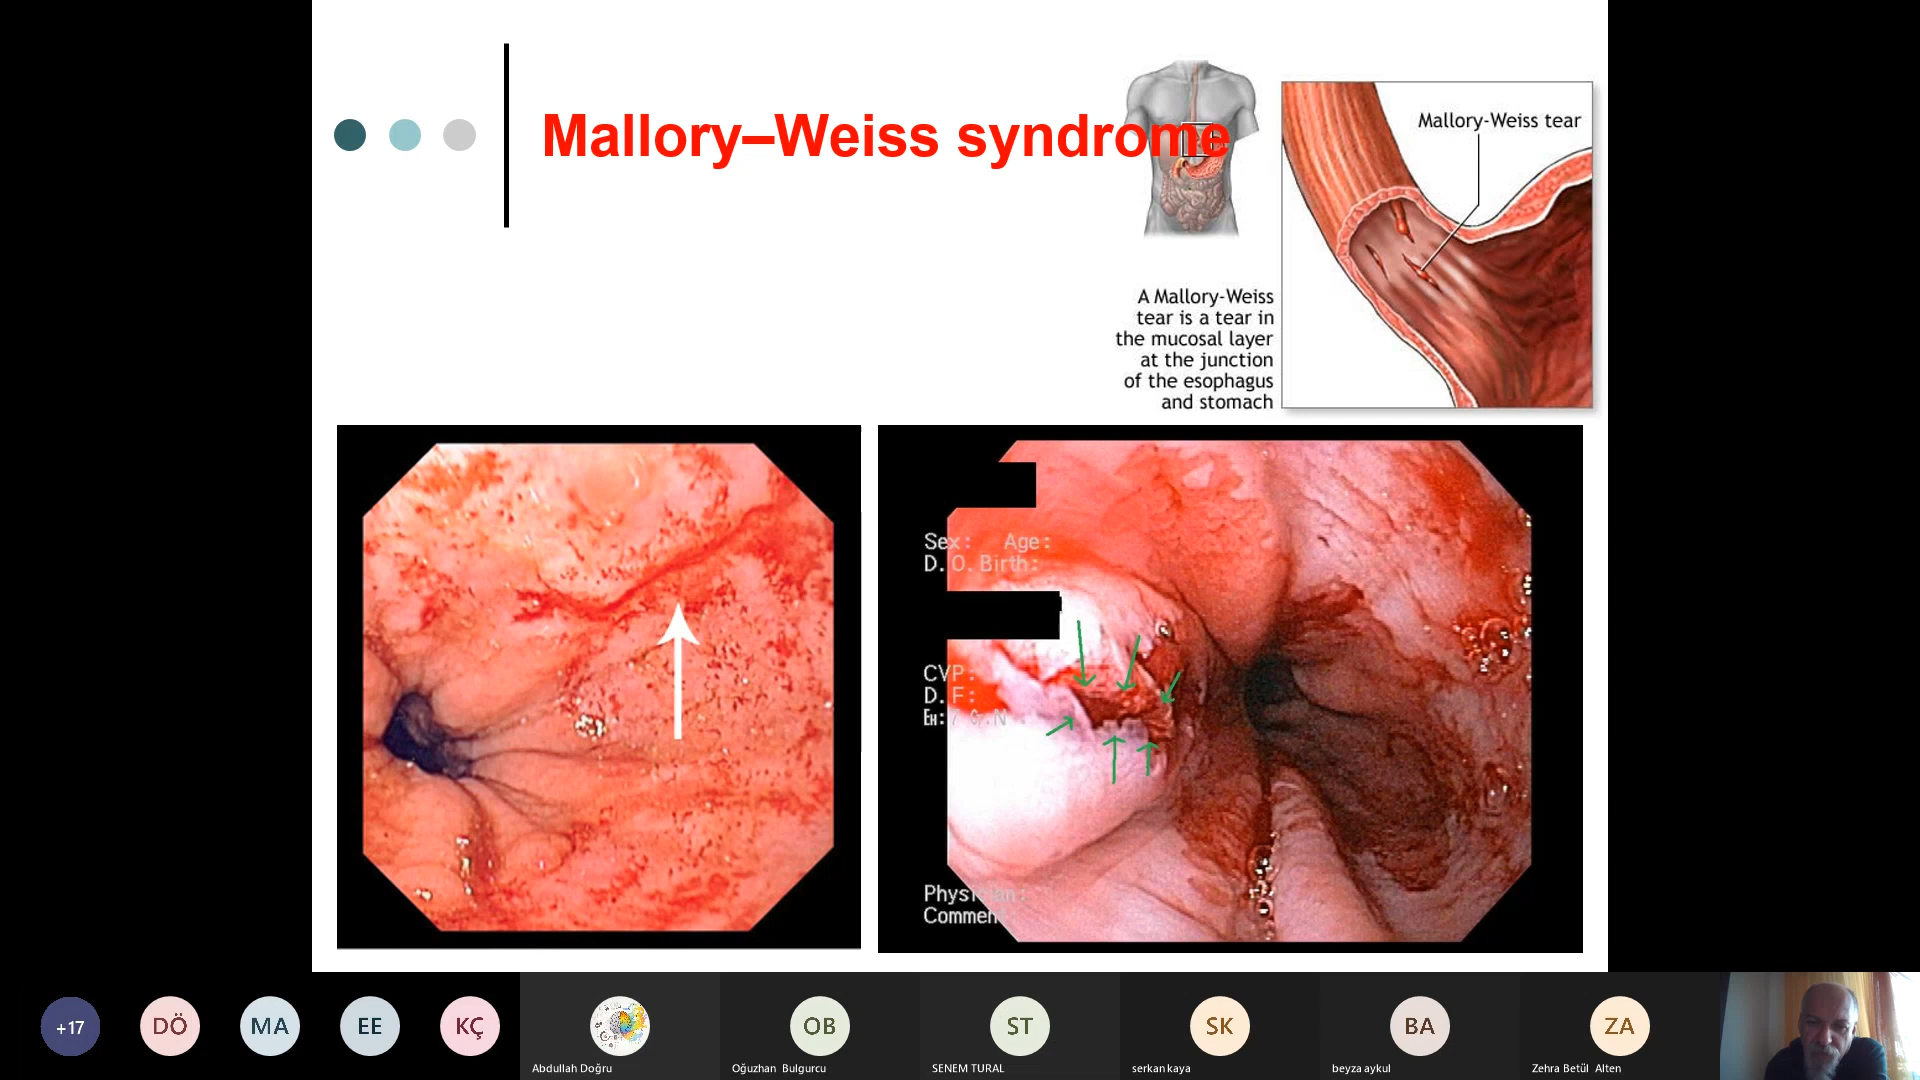 Mallory–Weiss syndrome
Mallory-Weiss tear
A Mallory-Weiss
tear is a tear in
the mucosal layer
at the junction
of the esophagus
and stomach
Sex: Age:
D.O.Birth:
CVP:
D.F:
Physician:
Commen
+17
DÖ
MA
EE
KÇ
OB
ST
SK
BA
ZA
Abdullah Doğru
Oğuzhan Bulgurcu
SENEM TURAL
serkan kaya
beyza aykul
Zehra Betül Alten